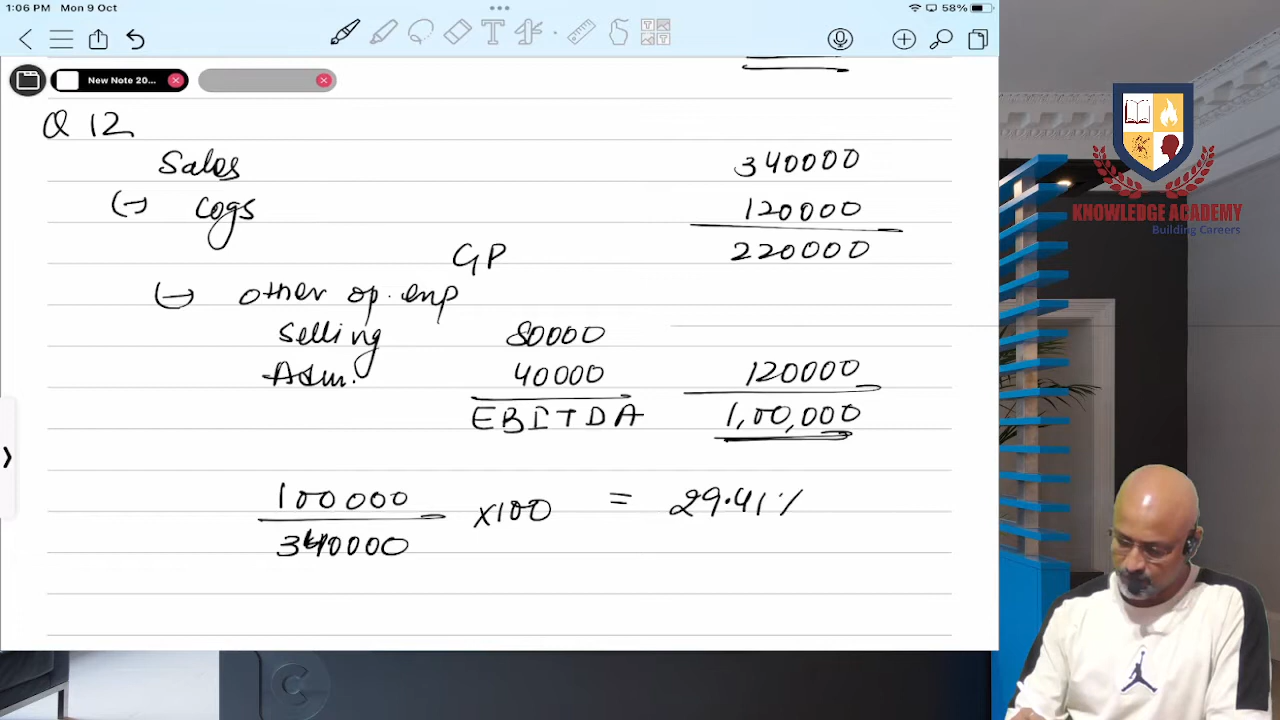 1:06 PM Mon 9 Oct
58%
New Note 20...
Q 12
Sales 340000
(-) Cogs 120000
GP 220000
(-) other op. exp
Selling 80000
Adm. 40000 120000
EBITDA 1,00,000
100000
340000
x100 = 29.41%
KNOWLEDGE ACADEMY
Building Careers